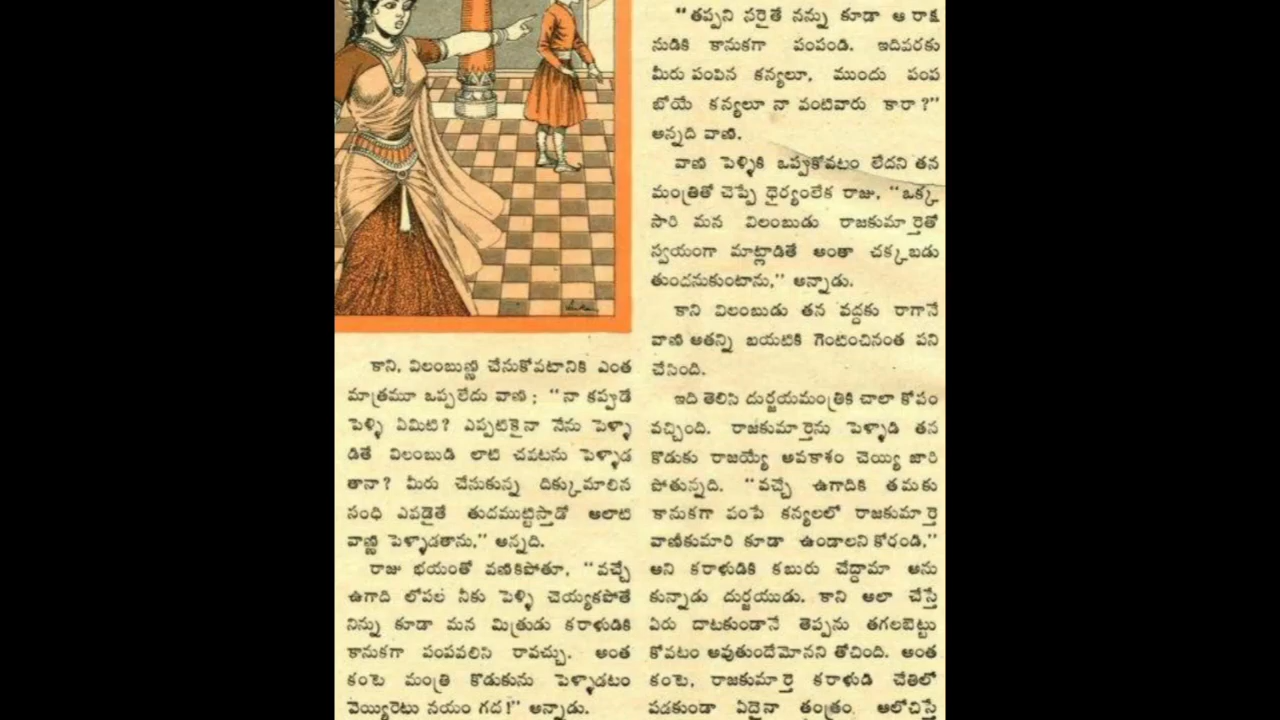 కాని, విలంబుణ్ణి చేసుకోవటానికి ఎంత
మాత్రమూ ఒప్పలేదు వాణి; "నా కప్పుడే
పెళ్ళి ఏమిటి? ఎప్పటికైనా నేను పెళ్ళా
డితే విలంబుడి లాటి చవటను పెళ్ళాడ
తానా? మీరు చేసుకున్న దిక్కుమాలిన
సంధి ఎవడైతే తుదముట్టిస్తాడో అలాటి
వాణ్ణి పెళ్ళాడతాను," అన్నది.
రాజు భయంతో వణికిపోతూ, "వచ్చే
ఉగాది లోపల నీకు పెళ్ళి చెయ్యకపోతే
నిన్ను కూడా మన మిత్రుడు కరాళుడికి
కానుకగా పంపవలిసి రావచ్చు. అంత
కంటె మంత్రి కొడుకును పెళ్ళాడటం
వెయ్యిరెట్లు నయం గద!" అన్నాడు.
"తప్పని సరైతే నన్ను కూడా ఆ రాక్ష
సుడికి కానుకగా పంపండి. ఇదివరకు
మీరు పంపిన కన్యలూ, ముందు పంప
బోయే కన్యలూ నా వంటివారు కారా?"
అన్నది వాణి.
వాణి పెళ్ళికి ఒప్పుకోవటం లేదని తన
మంత్రితో చెప్పే ధైర్యంలేక రాజు, "ఒక్క
సారి మన విలంబుడు రాజకుమార్తెతో
స్వయంగా మాట్లాడితే అంతా చక్కబడు
తుందనుకుంటాను," అన్నాడు.
కాని విలంబుడు తన వద్దకు రాగానే
వాణి అతన్ని బయటికి గెంటించినంత పని
చేసింది.
ఇది తెలిసి దుర్జయమంత్రికి చాలా కోపం
వచ్చింది. రాజకుమార్తెను పెళ్ళాడి తన
కొడుకు రాజయ్యే అవకాశం చెయ్యి జారి
పోతున్నది. "వచ్చే ఉగాదికి తమకు
కానుకగా పంపే కన్యలలో రాజకుమార్తె
వాణీకుమారి కూడా ఉండాలని కోరండి,"
అని కరాళుడికి కబురు చేద్దామా అను
కున్నాడు దుర్జయుడు. కాని అలా చేస్తే
ఏరు దాటకుండానే తెప్పను తగలబెట్టు
కోవటం అవుతుందేమోనని తోచింది. అంత
కంటె, రాజకుమార్తె కరాళుడి చేతిలో
పడకుండా ఏదైనా తంత్రం ఆలోచిస్తే